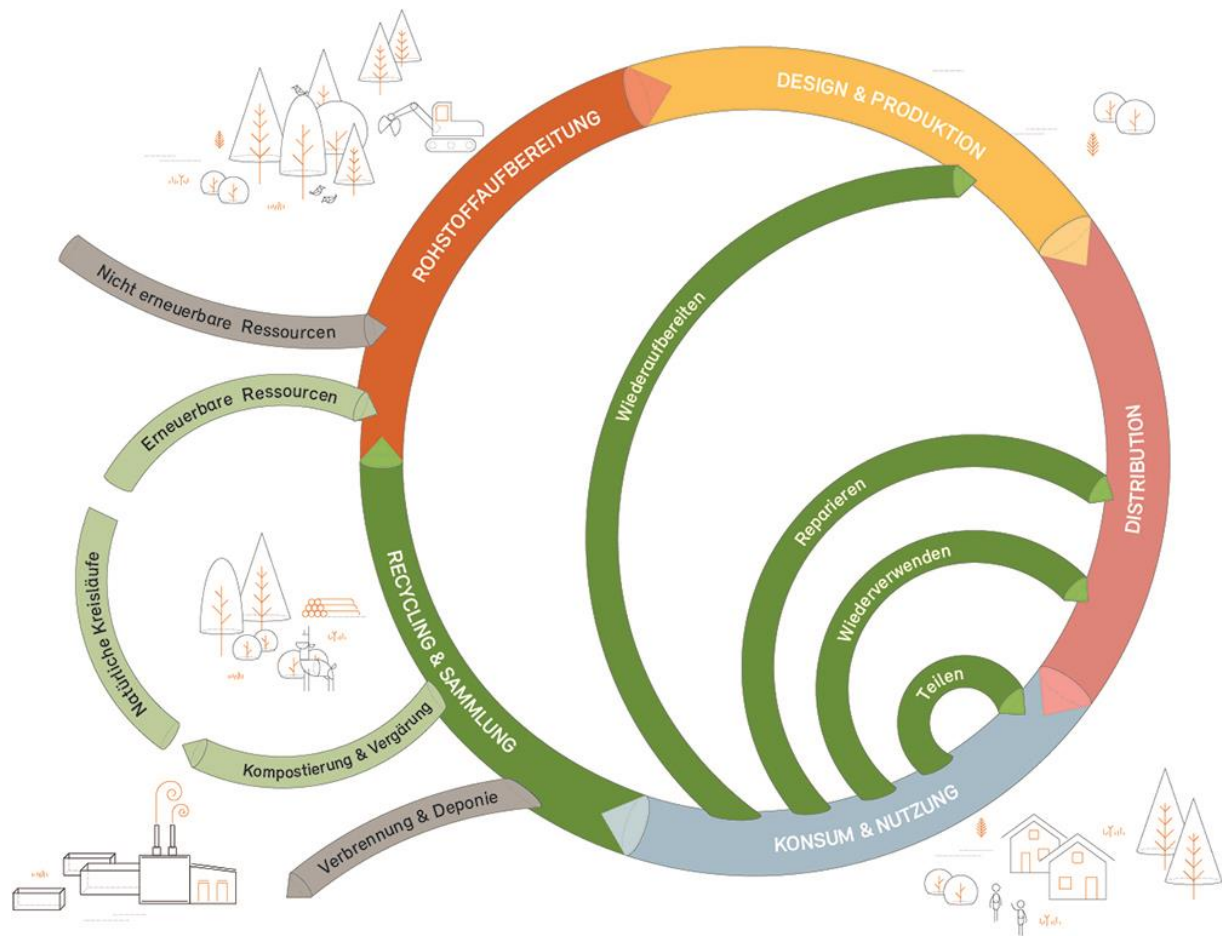 DESIGN & PRODUKTION
ROHSTOFFAUFBEREITUNG
Nicht erneuerbare Ressourcen
Erneuerbare Ressourcen
Wiederaufbereiten
DISTRIBUTION
Reparieren
Wiederverwenden
Natürliche Kreisläufe
RECYCLING & SAMMLUNG
Teilen
Kompostierung & Vergärung
Verbrennung & Deponie
KONSUM & NUTZUNG